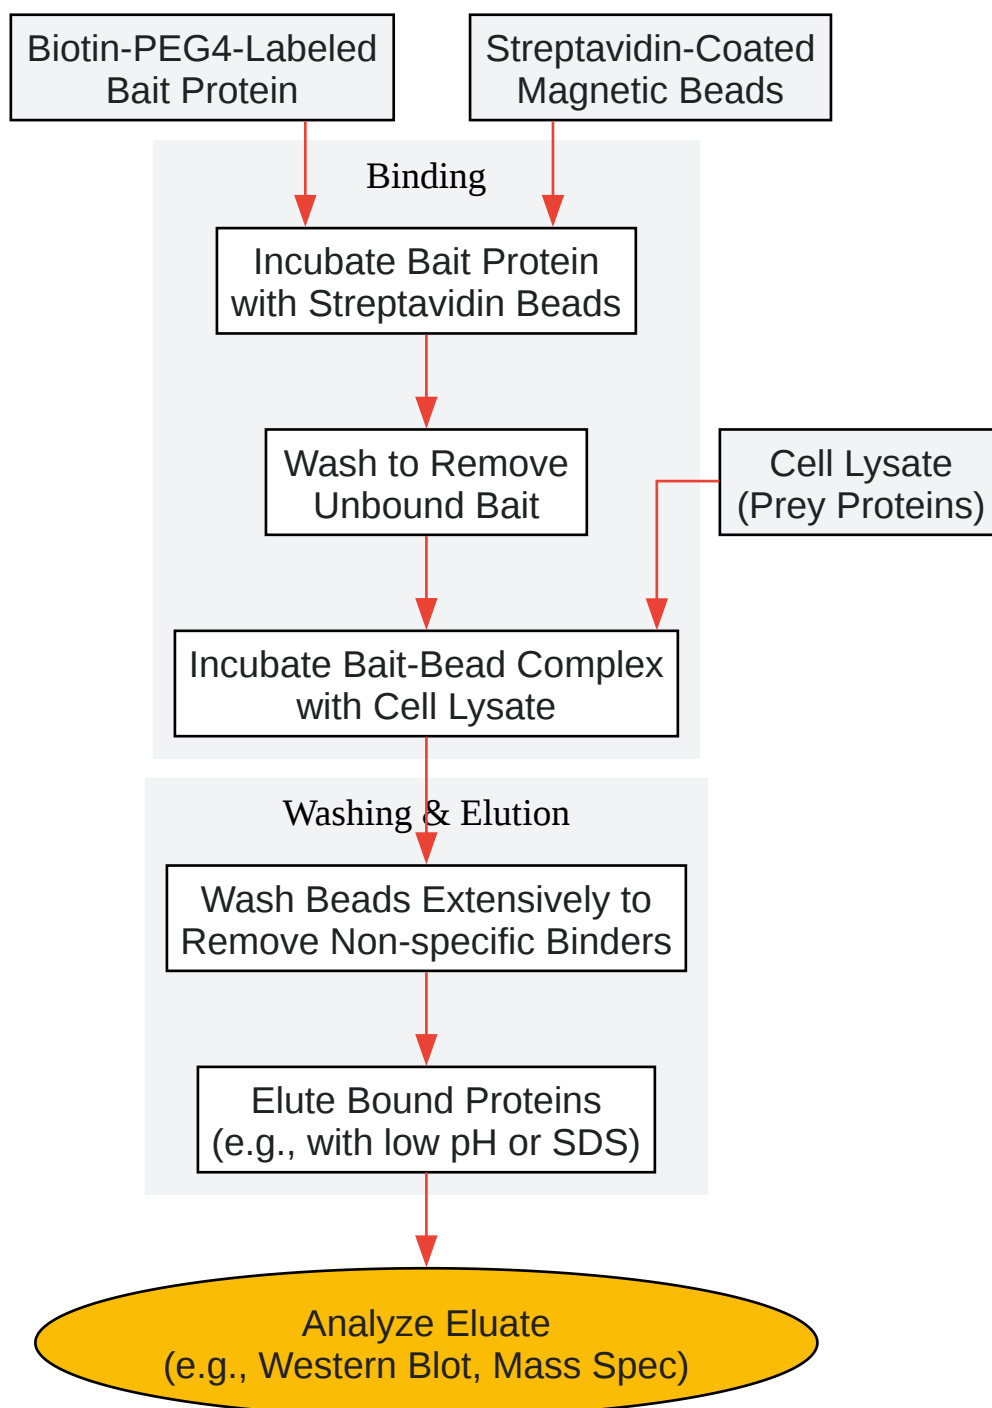 Biotin-PEG4-Labeled
Bait Protein
Streptavidin-Coated
Magnetic Beads
Binding
Incubate Bait Protein
with Streptavidin Beads
Wash to Remove
Unbound Bait
Cell Lysate
(Prey Proteins)
Incubate Bait-Bead Complex
with Cell Lysate
Washing & Elution
Wash Beads Extensively to
Remove Non-specific Binders
Elute Bound Proteins
(e.g., with low pH or SDS)
Analyze Eluate
(e.g., Western Blot, Mass Spec)